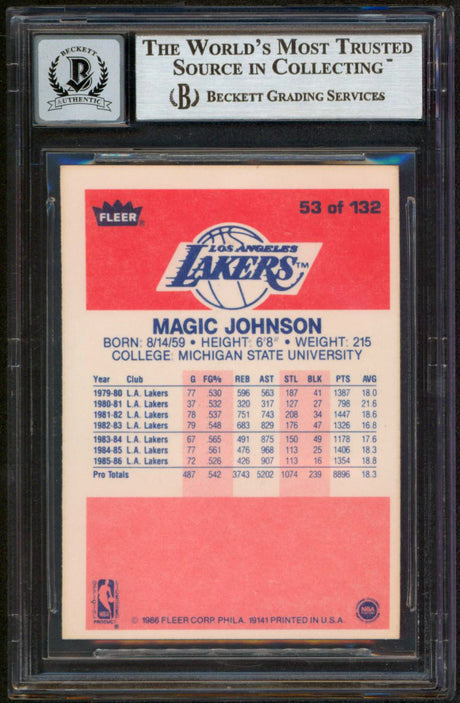 BECKETT
AUTHENTIC
THE WORLD'S MOST TRUSTED
SOURCE IN COLLECTING™
B BECKETT GRADING SERVICES
FLEER®
53 of 132
LOS ANGELES
LAKERS™
MAGIC JOHNSON
BORN: 8/14/59 • HEIGHT: 6'8" • WEIGHT: 215
COLLEGE: MICHIGAN STATE UNIVERSITY
Year Club G FG% REB AST STL BLK PTS AVG
1979-80 L.A. Lakers 77 .530 596 563 187 41 1387 18.0
1980-81 L.A. Lakers 37 .532 320 317 127 27 798 21.6
1981-82 L.A. Lakers 78 .537 751 743 208 34 1447 18.6
1982-83 L.A. Lakers 79 .548 683 829 176 47 1326 16.8
1983-84 L.A. Lakers 67 .565 491 875 150 49 1178 17.6
1984-85 L.A. Lakers 77 .561 476 968 113 25 1406 18.3
1985-86 L.A. Lakers 72 .526 426 907 113 16 1354 18.8
Pro Totals 487 .542 3743 5202 1074 239 8896 18.3
NBA
PRODUCT
NBA
© 1986 FLEER CORP. PHILA. 19141 PRINTED IN U.S.A.